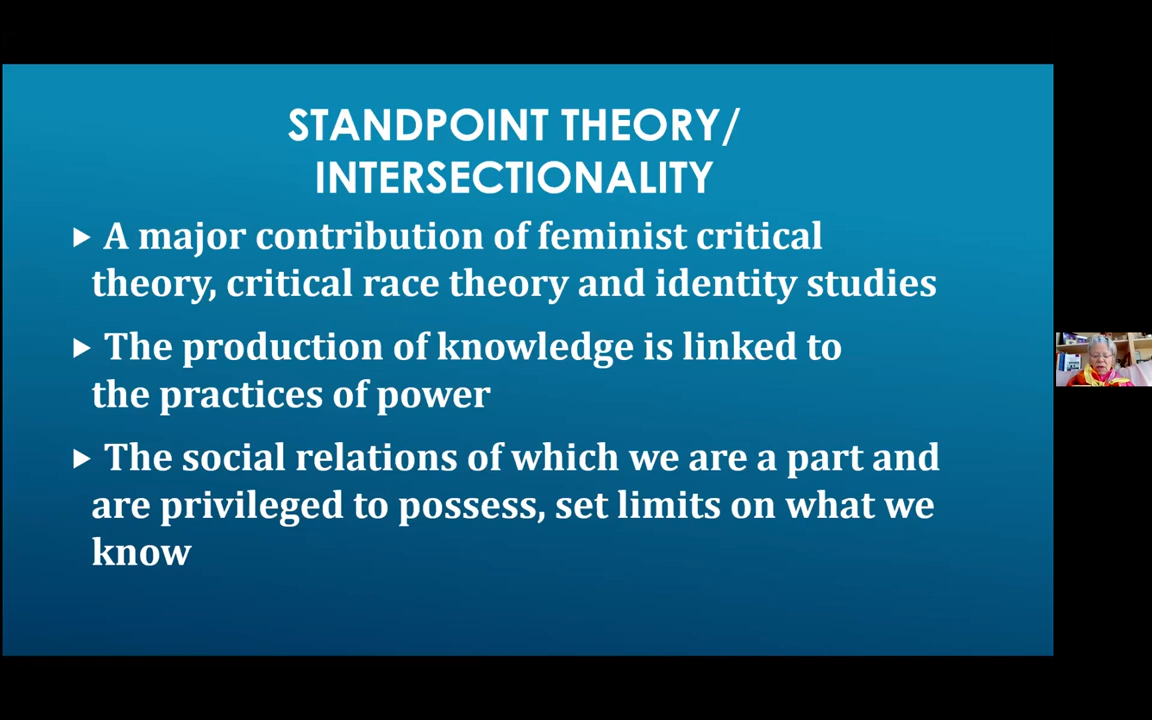 STANDPOINT THEORY/
INTERSECTIONALITY
A major contribution of feminist critical
theory, critical race theory and identity studies
The production of knowledge is linked to
the practices of power
The social relations of which we are a part and
are privileged to possess, set limits on what we
know